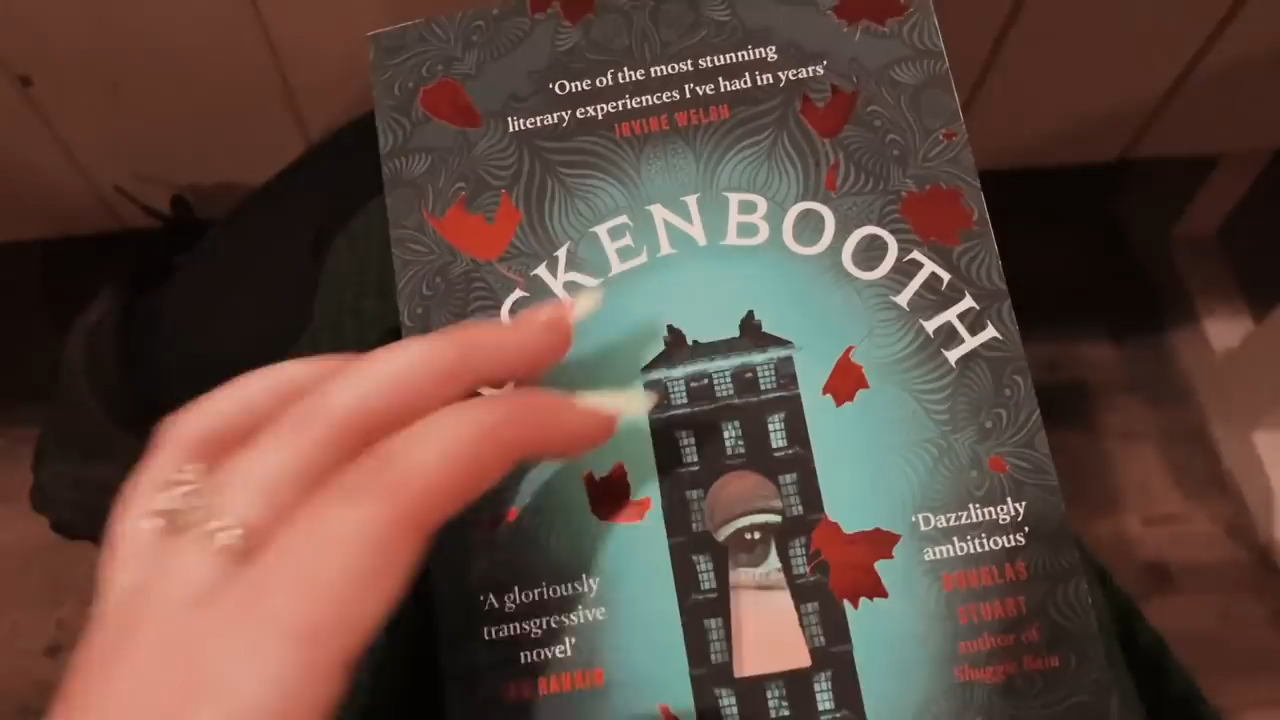 'One of the most stunning
literary experiences I've had in years'
IRVINE WELSH
CKENBOOTH
'Dazzlingly
ambitious'
DOUGLAS
STUART
author of
Shuggie Bain
'A gloriously
transgressive
novel'
IAN RANKIN